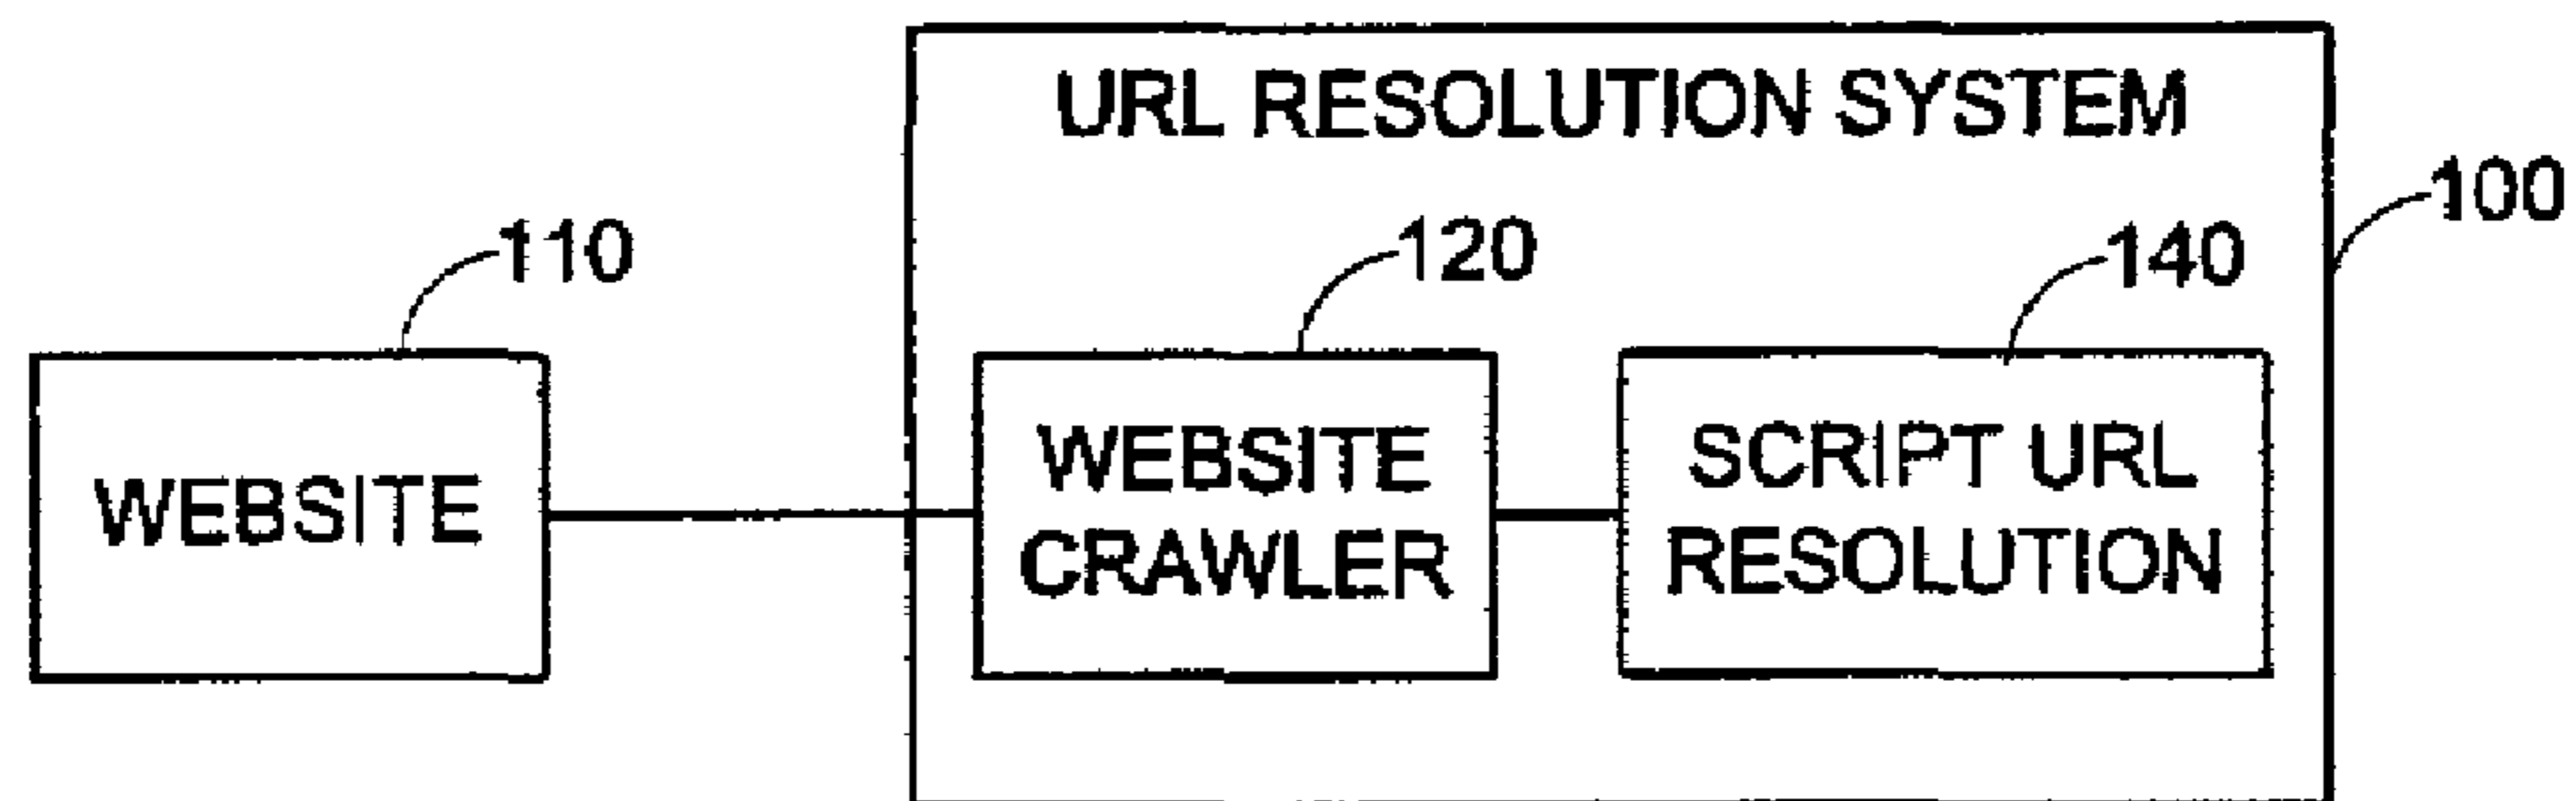 URL RESOLUTION SYSTEM
100
110
120
140
WEBSITE
WEBSITE
CRAWLER
SCRIPT URL
RESOLUTION